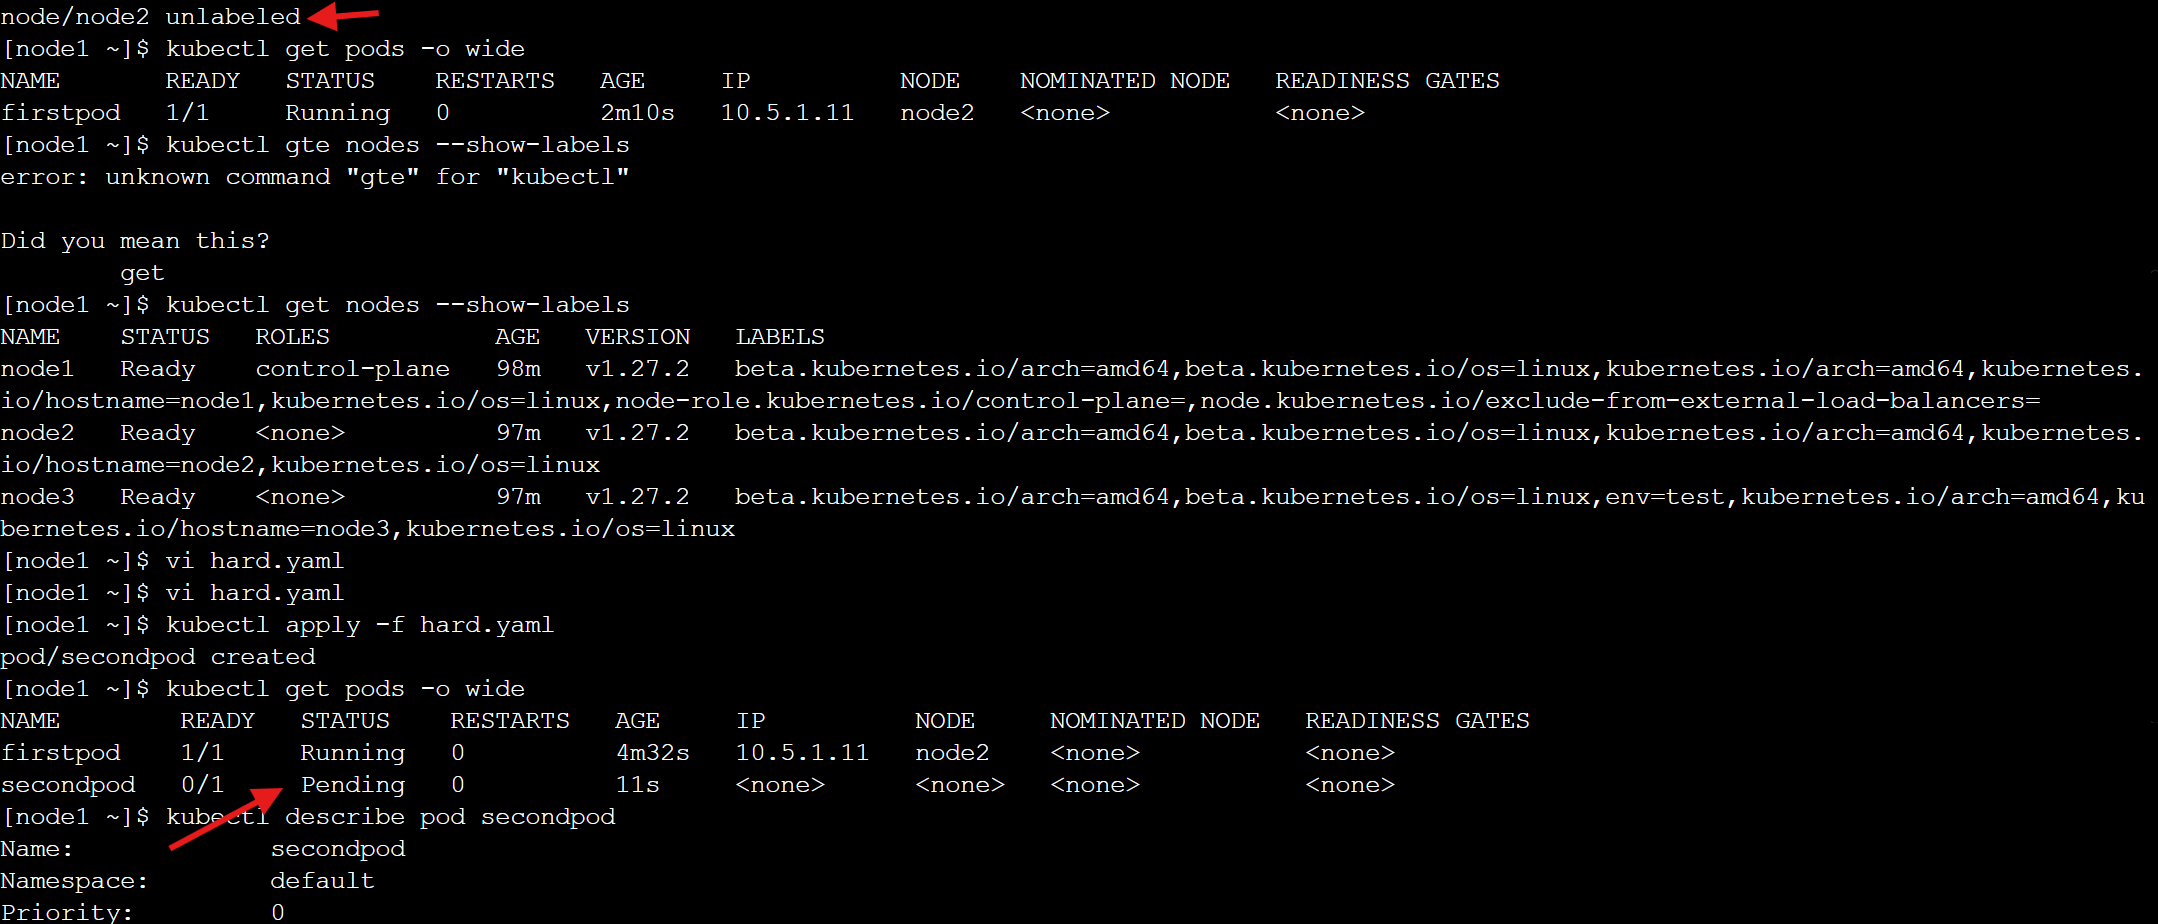 node/node2 unlabeled
[node1 ~]$ kubectl get pods -o wide
NAME       READY   STATUS    RESTARTS   AGE     IP          NODE    NOMINATED NODE   READINESS GATES
firstpod   1/1     Running   0          2m10s   10.5.1.11   node2   <none>           <none>
[node1 ~]$ kubectl gte nodes --show-labels
error: unknown command "gte" for "kubectl"

Did you mean this?
        get
[node1 ~]$ kubectl get nodes --show-labels
NAME    STATUS   ROLES           AGE   VERSION   LABELS
node1   Ready    control-plane   98m   v1.27.2   beta.kubernetes.io/arch=amd64,beta.kubernetes.io/os=linux,kubernetes.io/arch=amd64,kubernetes.
io/hostname=node1,kubernetes.io/os=linux,node-role.kubernetes.io/control-plane=,node.kubernetes.io/exclude-from-external-load-balancers=
node2   Ready    <none>          97m   v1.27.2   beta.kubernetes.io/arch=amd64,beta.kubernetes.io/os=linux,kubernetes.io/arch=amd64,kubernetes.
io/hostname=node2,kubernetes.io/os=linux
node3   Ready    <none>          97m   v1.27.2   beta.kubernetes.io/arch=amd64,beta.kubernetes.io/os=linux,env=test,kubernetes.io/arch=amd64,ku
bernetes.io/hostname=node3,kubernetes.io/os=linux
[node1 ~]$ vi hard.yaml
[node1 ~]$ vi hard.yaml
[node1 ~]$ kubectl apply -f hard.yaml
pod/secondpod created
[node1 ~]$ kubectl get pods -o wide
NAME        READY   STATUS    RESTARTS   AGE     IP          NODE     NOMINATED NODE   READINESS GATES
firstpod    1/1     Running   0          4m32s   10.5.1.11   node2    <none>           <none>
secondpod   0/1     Pending   0          11s     <none>      <none>   <none>           <none>
[node1 ~]$ kubectl describe pod secondpod
Name:             secondpod
Namespace:        default
Priority:         0